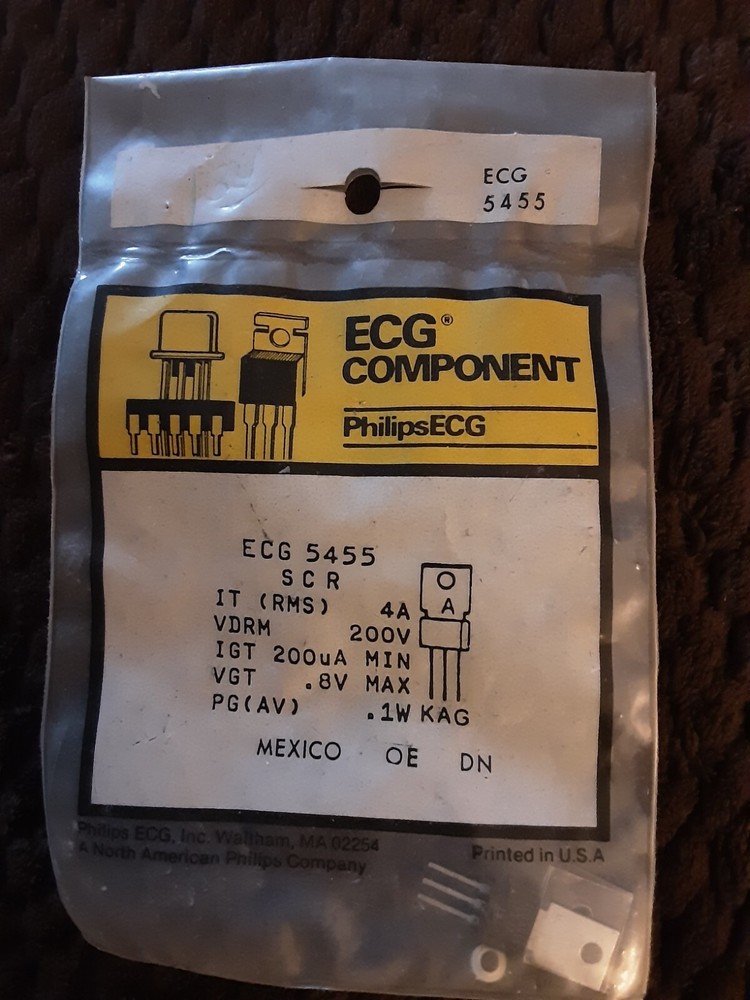 ECG
5455
ECG®
COMPONENT
PhilipsECG
ECG 5455
SCR
IT (RMS) 4A
VDRM 200V
IGT 200uA MIN
VGT .8V MAX
PG(AV) .1W
A
KAG
MEXICO OE DN
Philips ECG, Inc. Waltham, MA 02254
A North American Philips Company
Printed in U.S.A